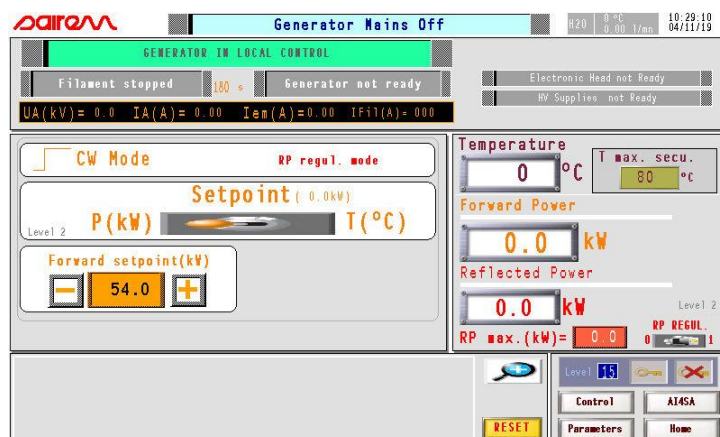 sairem
Generator Mains Off
H2O
0 °C
0.00 l/mn
10:29:10
04/11/19
GENERATOR IN LOCAL CONTROL
Filament stopped
180 s
Generator not ready
Electronic Head not Ready
HV Supplies not Ready
UA(kV)= 0.0 IA(A)= 0.00 Iem(A)=0.00 IFil(A)= 000
CW Mode
RP regul. mode
Setpoint ( 0.0kW)
Level 2
P(kW)
T(°C)
Forward setpoint(kW)
− 54.0 +
Temperature
0 °C
T max. secu.
80 °C
Forward Power
0.0 kW
Reflected Power
0.0 kW
Level 2
RP max.(kW)= 0.0
RP REGUL.
0 1
RESET
Level 15
Control
AI4SA
Parameters
Home